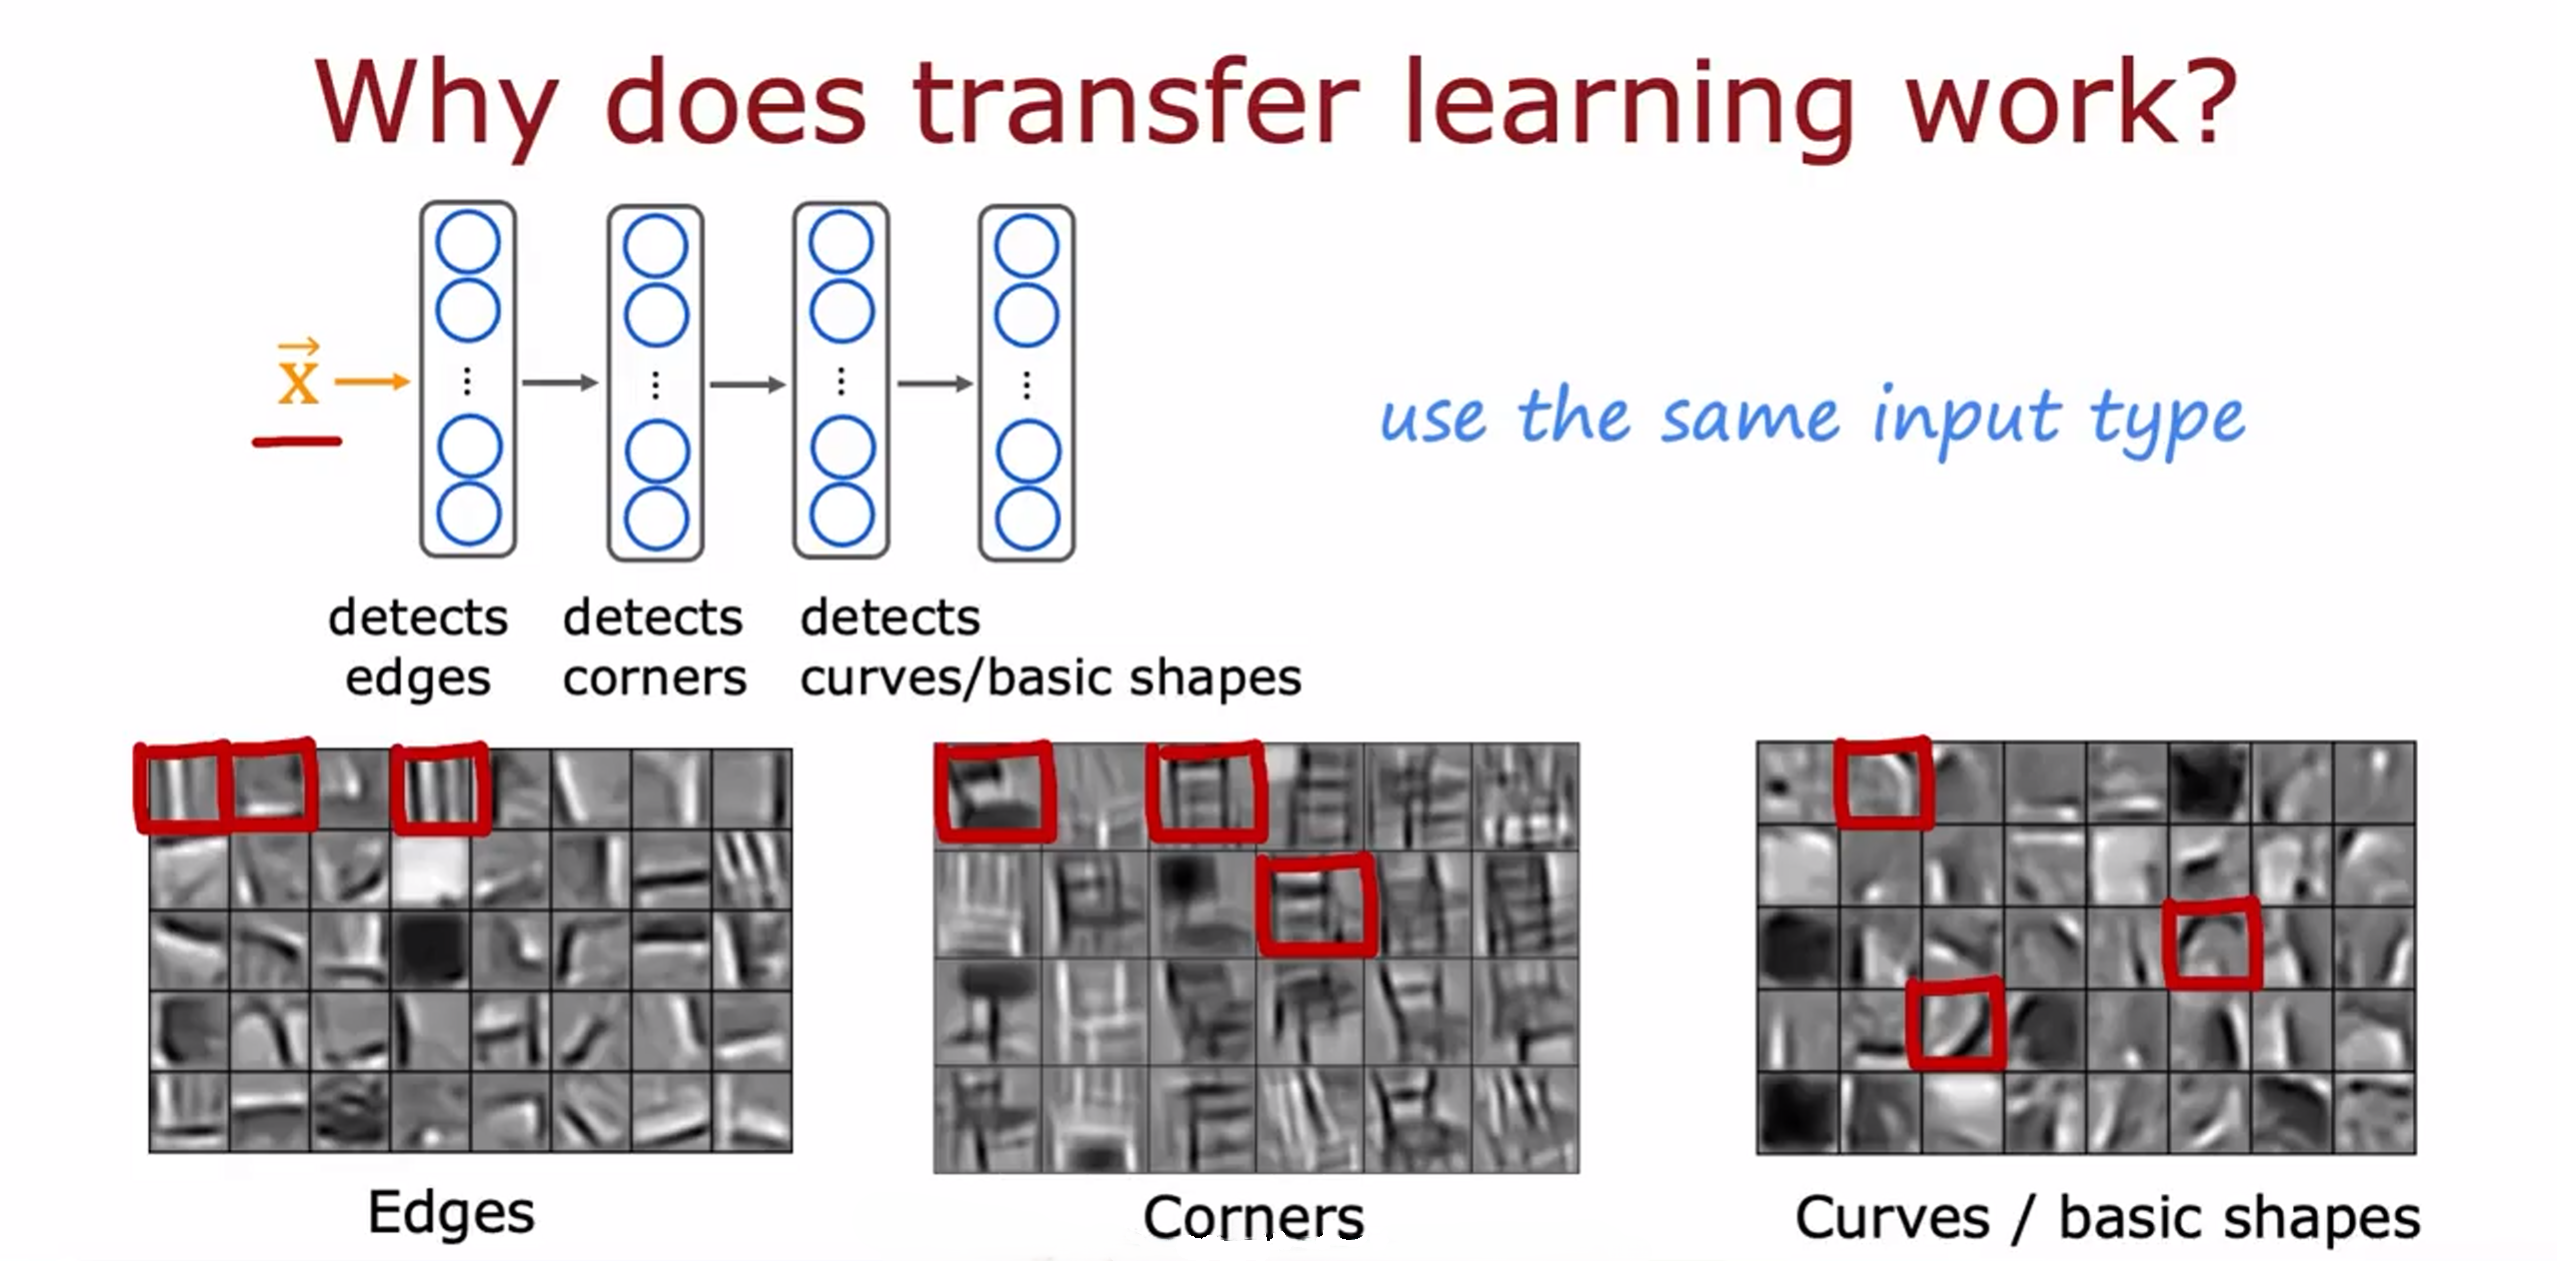 Why does transfer learning work?
x
use the same input type
detects
edges
detects
corners
detects
curves/basic shapes
Edges
Corners
Curves / basic shapes